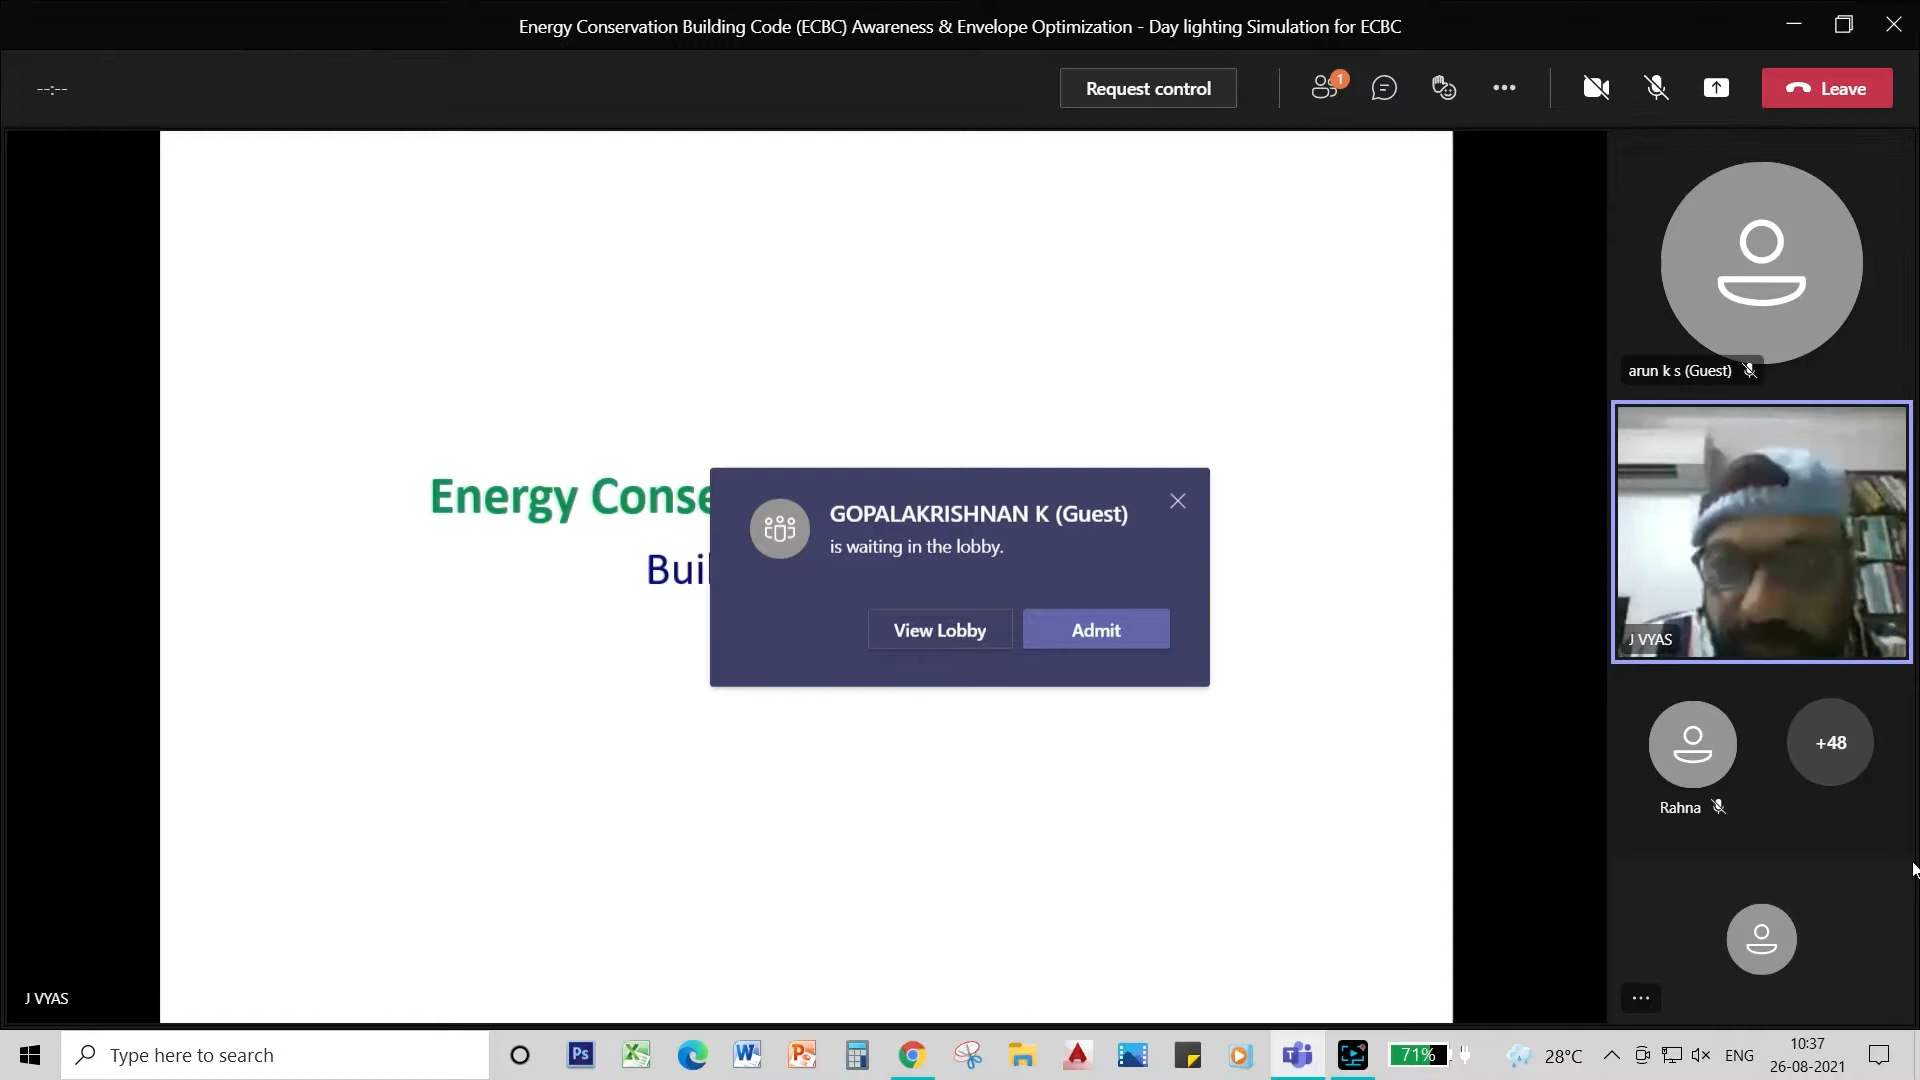 Energy Conservation Building Code (ECBC) Awareness & Envelope Optimization - Day lighting Simulation for ECBC
--:--
Request control
1
Leave
arun k s (Guest)
Energy Conse
Buil
GOPALAKRISHNAN K (Guest)
is waiting in the lobby.
View Lobby
Admit
J VYAS
+48
Rahna
J VYAS
Type here to search
Ps
71%
28°C
ENG
10:37
26-08-2021